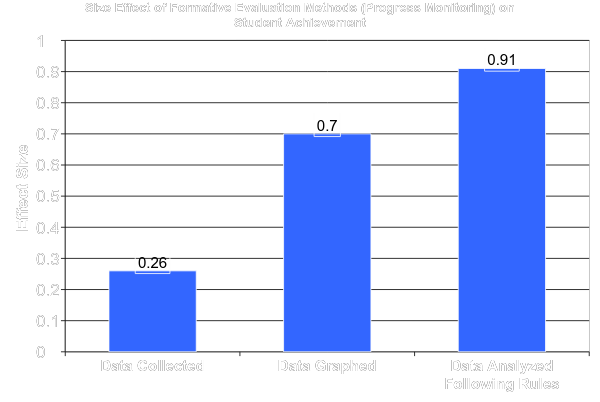 Size Effect of Formative Evaluation Methods (Progress Monitoring) on
Student Achievement
1
0.9
0.8
0.7
0.6
0.5
0.4
0.3
0.2
0.1
0
Effect Size
0.26
0.7
0.91
Data Collected
Data Graphed
Data Analyzed
Following Rules